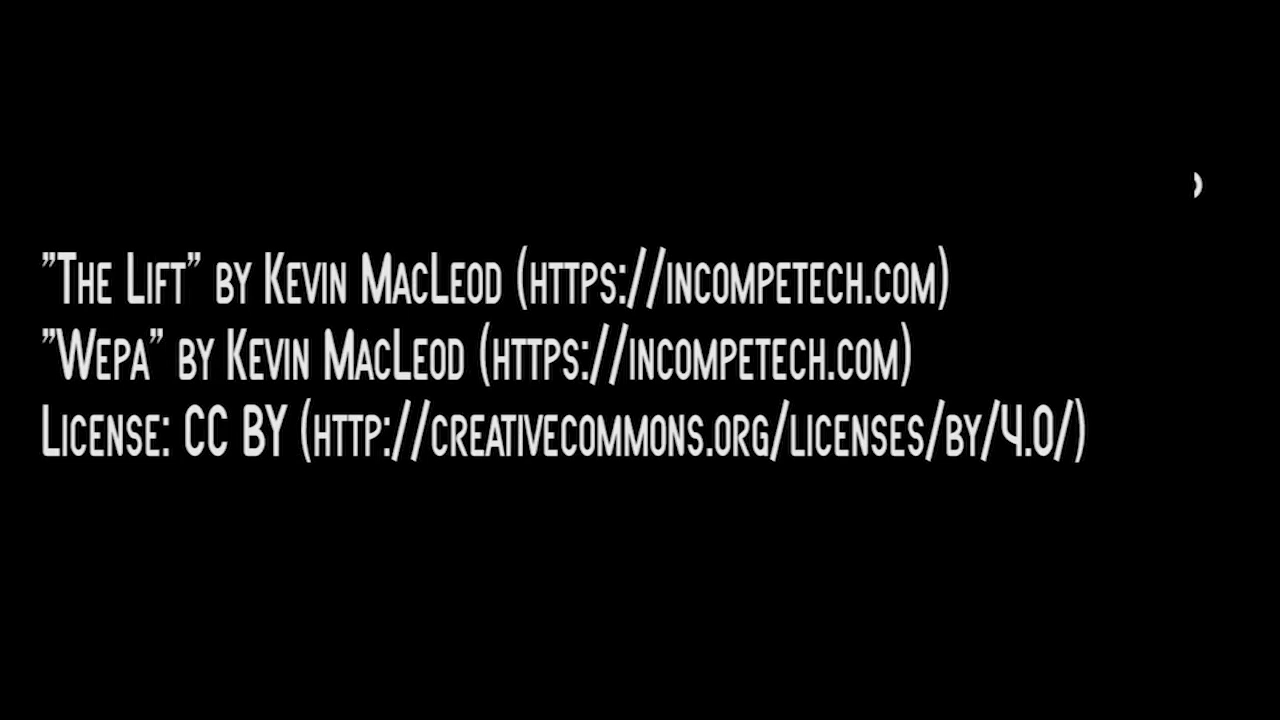 "The Lift" by Kevin MacLeod (https://incompetech.com)
"Wepa" by Kevin MacLeod (https://incompetech.com)
License: CC BY (http://creativecommons.org/licenses/by/4.0/)